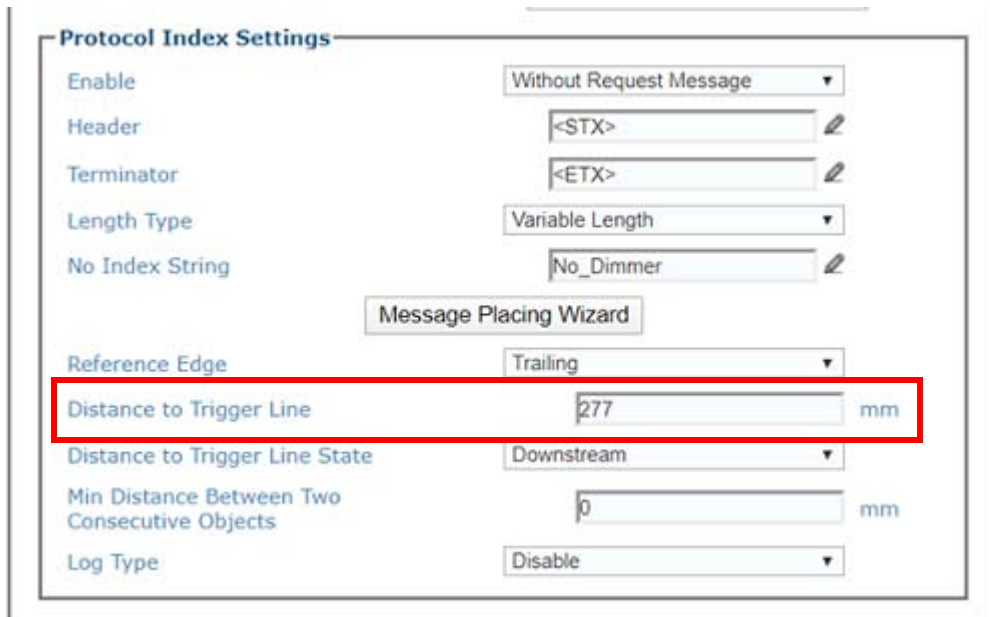 Protocol Index Settings
Enable Without Request Message
Header <STX>
Terminator <ETX>
Length Type Variable Length
No Index String No_Dimmer
Message Placing Wizard
Reference Edge Trailing
Distance to Trigger Line 277 mm
Distance to Trigger Line State Downstream
Min Distance Between Two
Consecutive Objects 0 mm
Log Type Disable